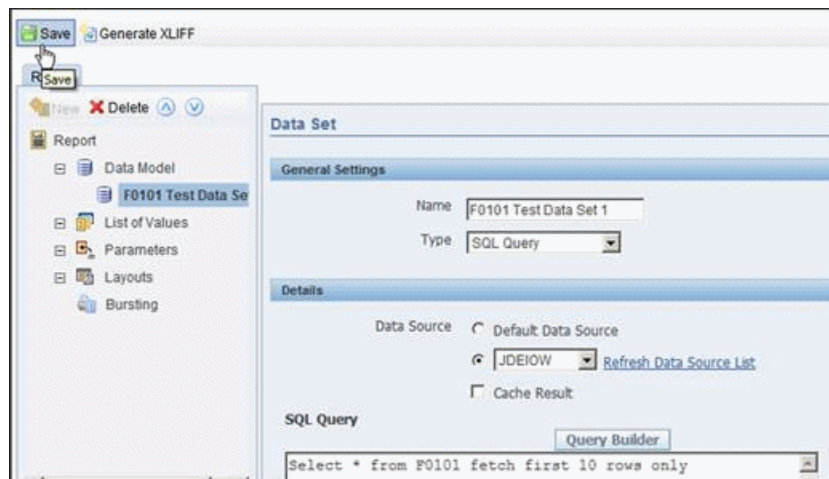 Save Generate XLIFF
Save
New Delete
Report
Data Model
F0101 Test Data Se
List of Values
Parameters
Layouts
Bursting
Data Set
General Settings
Name F0101 Test Data Set 1
Type SQL Query
Details
Data Source Default Data Source
JDEIOW Refresh Data Source List
Cache Result
SQL Query
Query Builder
Select * from F0101 fetch first 10 rows only